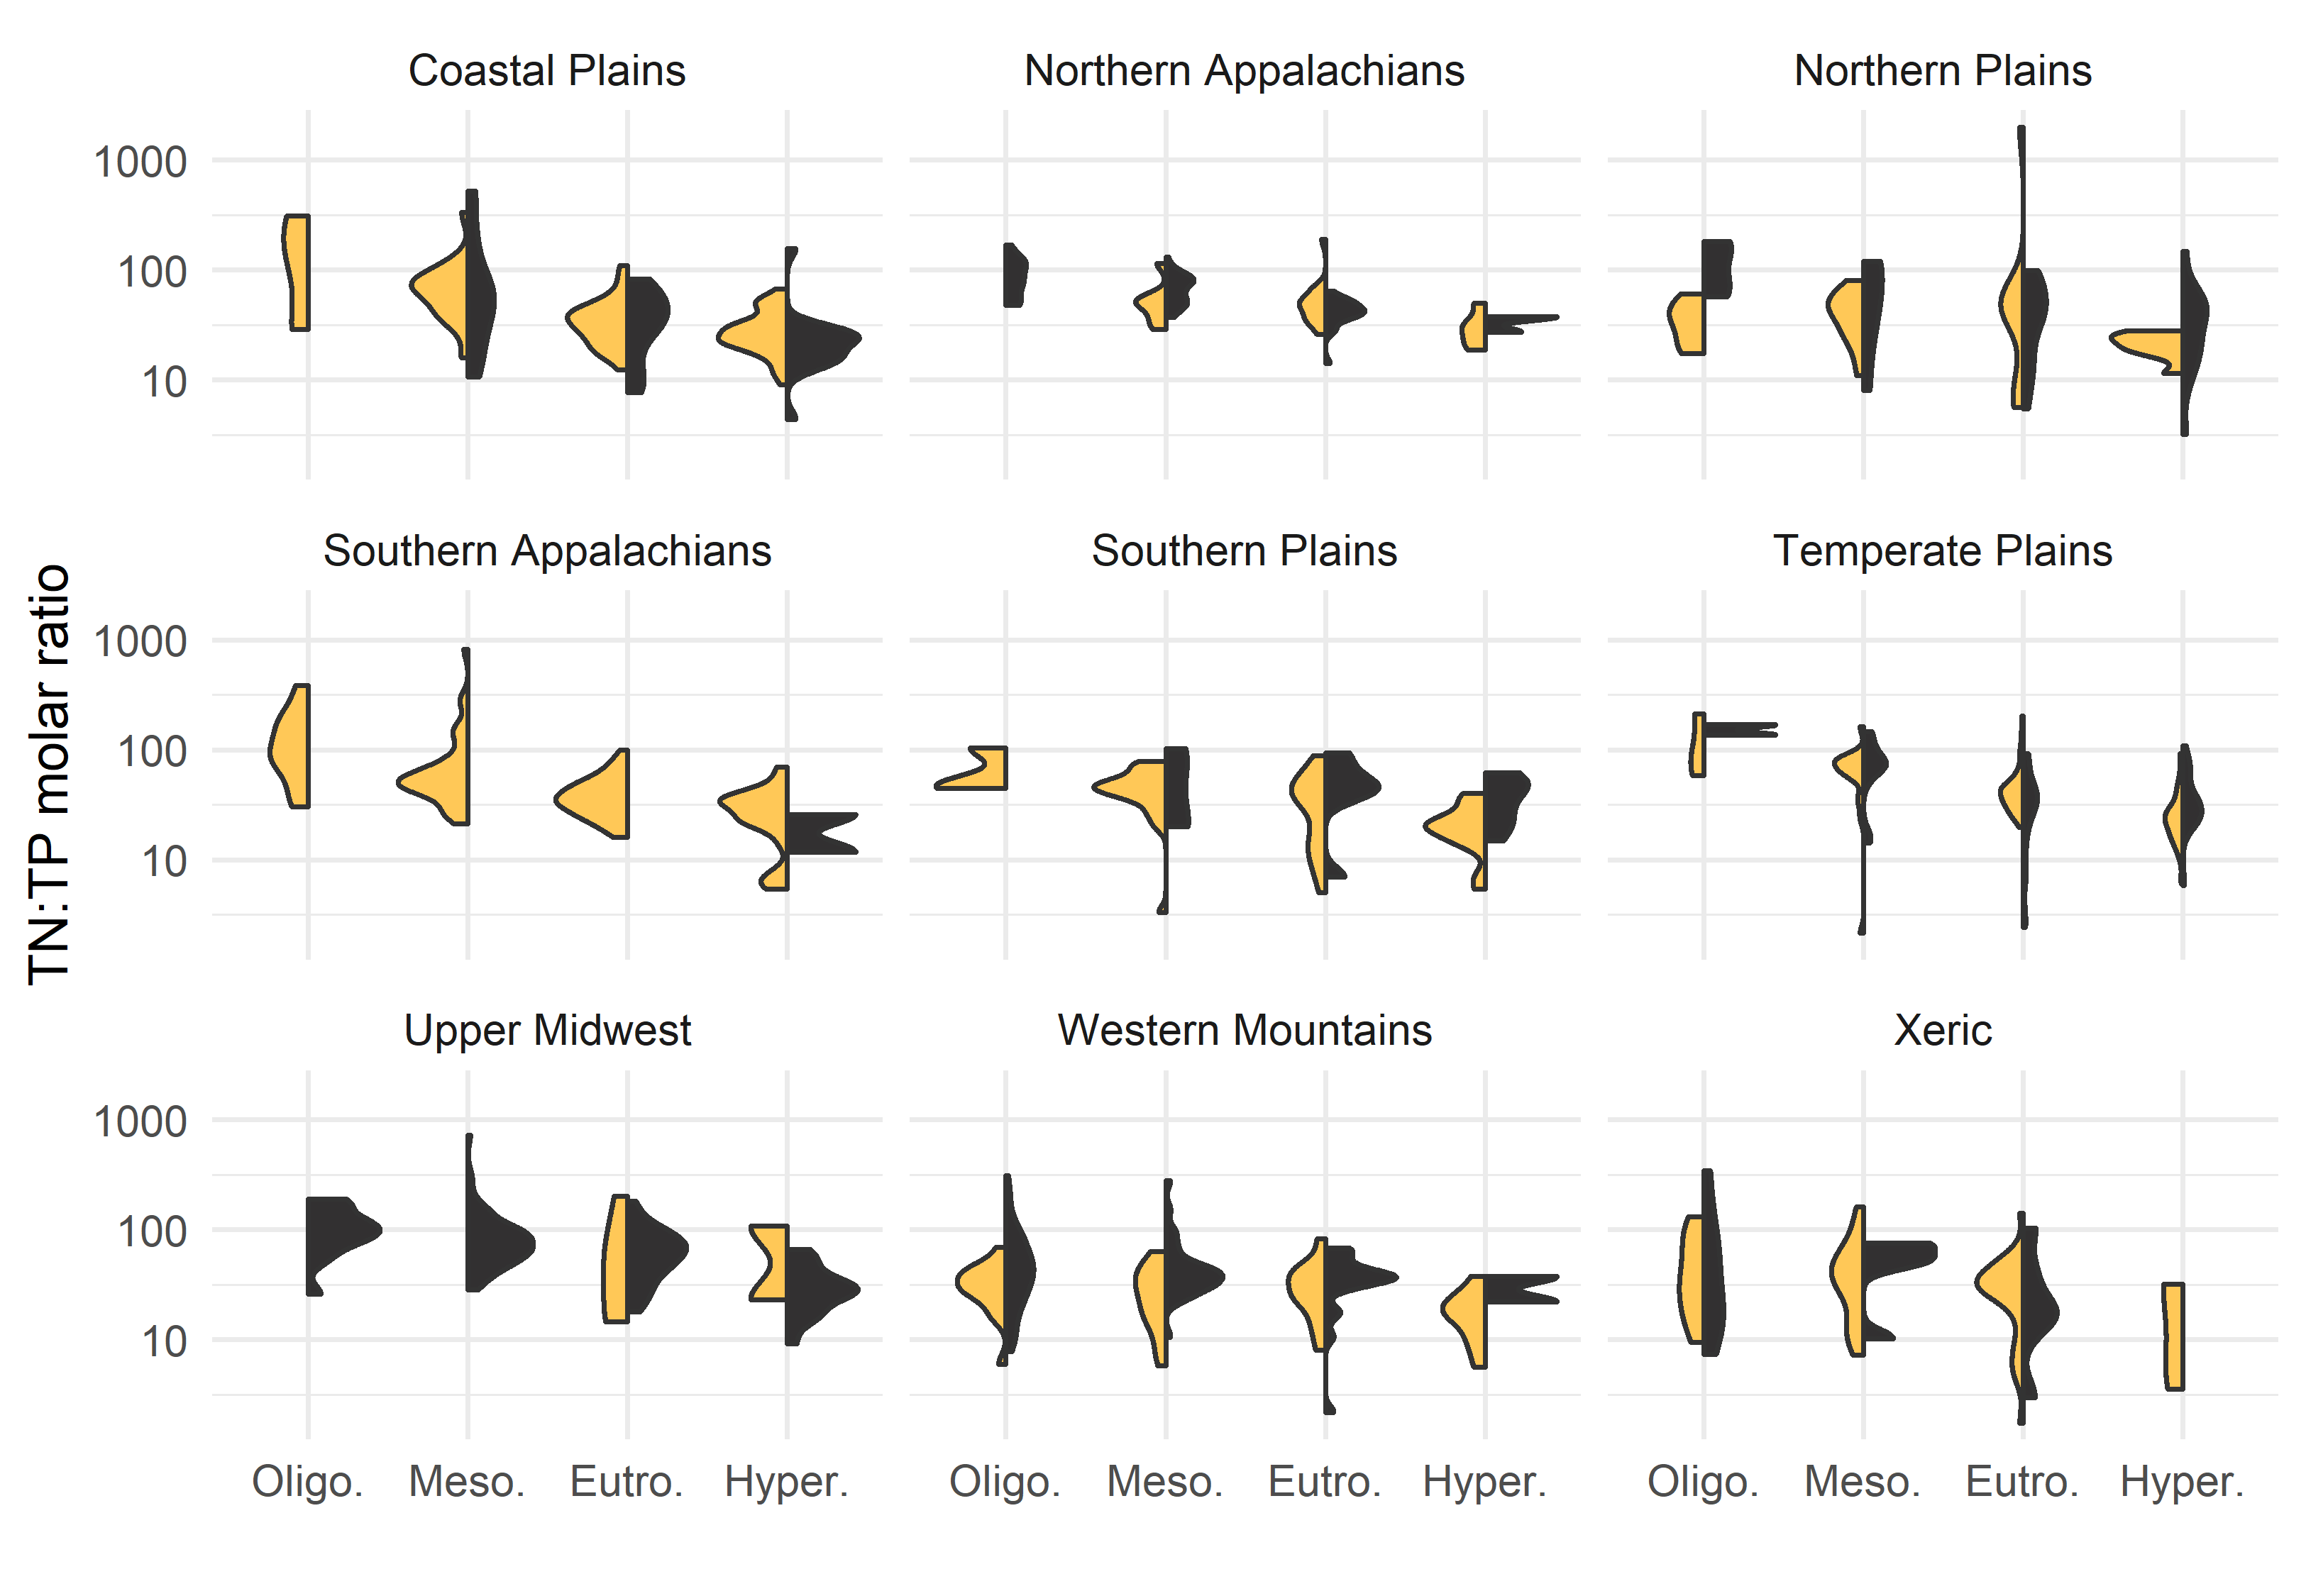 Coastal Plains
Northern Appalachians
Northern Plains
1000
100
10
Southern Appalachians
Southern Plains
Temperate Plains
TN:TP molar ratio
1000
100
10
Upper Midwest
Western Mountains
Xeric
1000
100
10
Oligo. Meso. Eutro. Hyper.
Oligo. Meso. Eutro. Hyper.
Oligo. Meso. Eutro. Hyper.